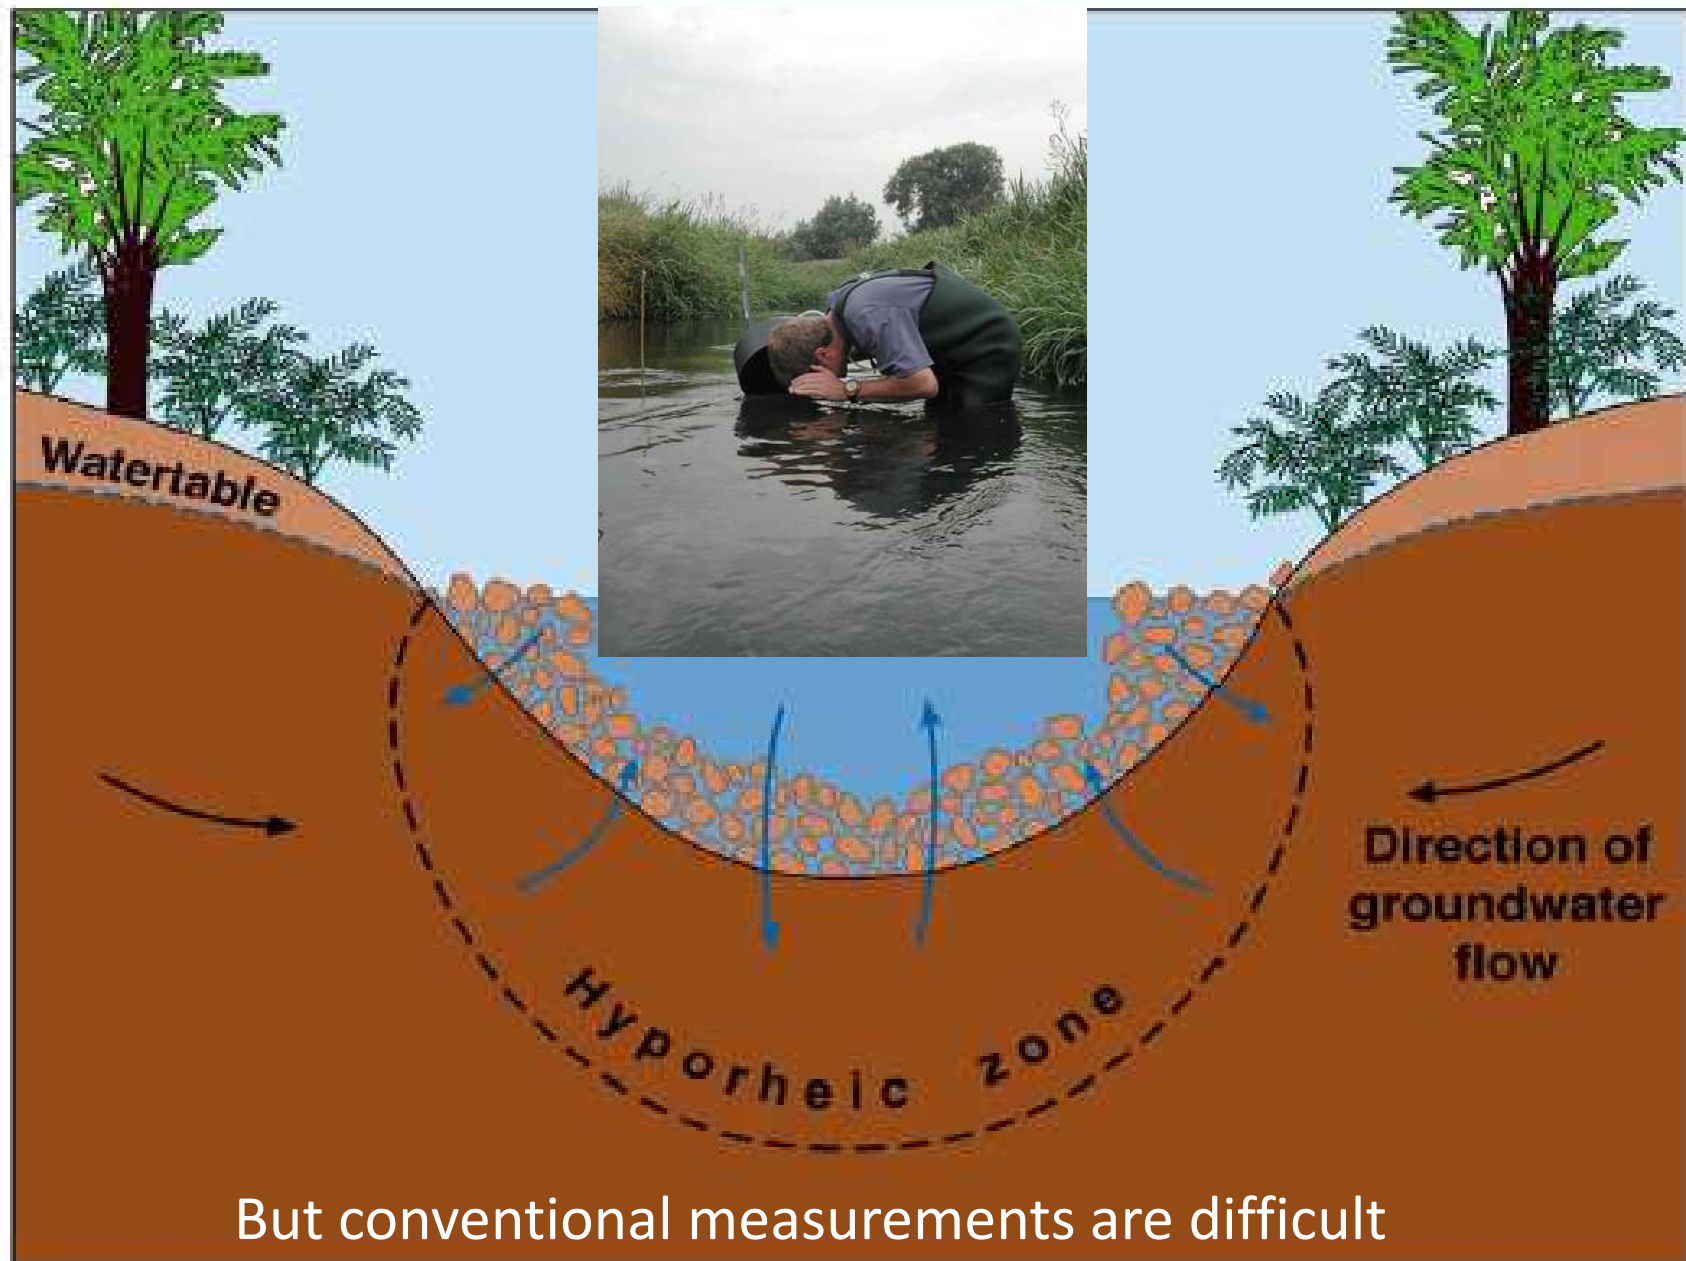 Watertable
Direction of
groundwater
flow
Hyporheic zone
But conventional measurements are difficult